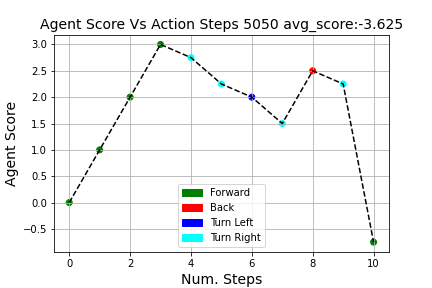 Agent Score Vs Action Steps 5050 avg_score:-3.625
3.0
2.5
2.0
1.5
1.0
0.5
0.0
−0.5
Agent Score
Forward
Back
Turn Left
Turn Right
0 2 4 6 8 10
Num. Steps